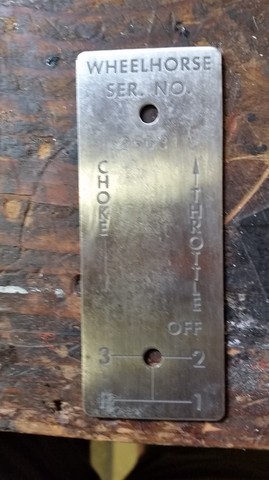 WHEELHORSE
SER. NO.
CHOKE
THROTTLE
OFF
3 2
R 1